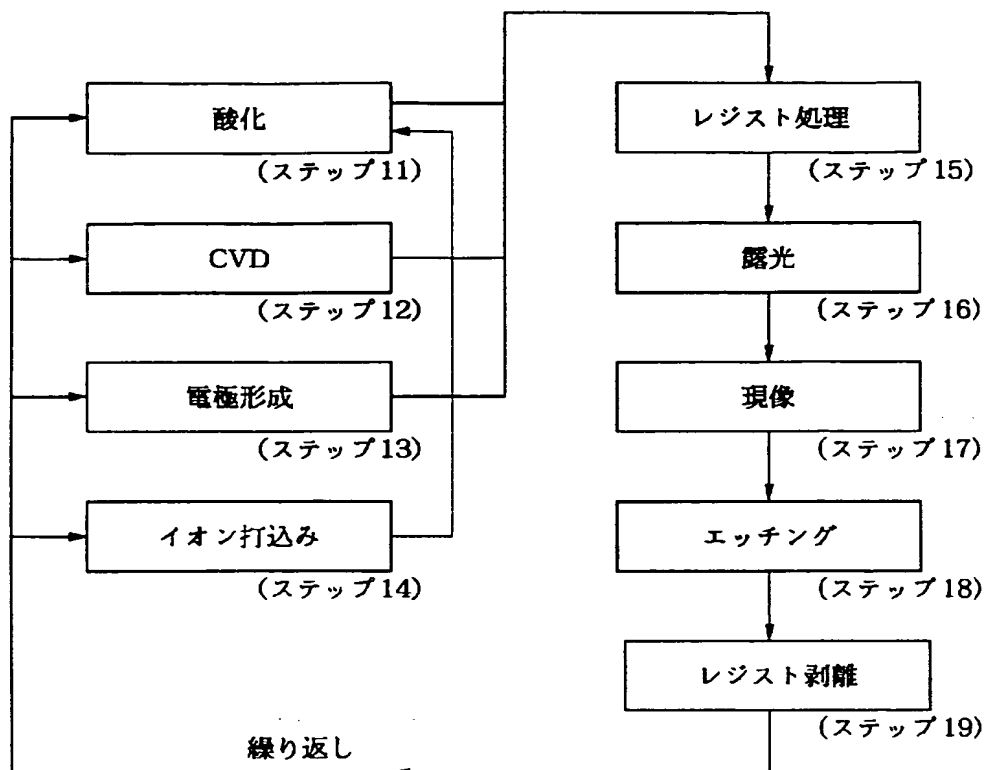 酸化
(ステップ11)
CVD
(ステップ12)
電極形成
(ステップ13)
イオン打込み
(ステップ14)
繰り返し
レジスト処理
(ステップ15)
露光
(ステップ16)
現像
(ステップ17)
エッチング
(ステップ18)
レジスト剥離
(ステップ19)